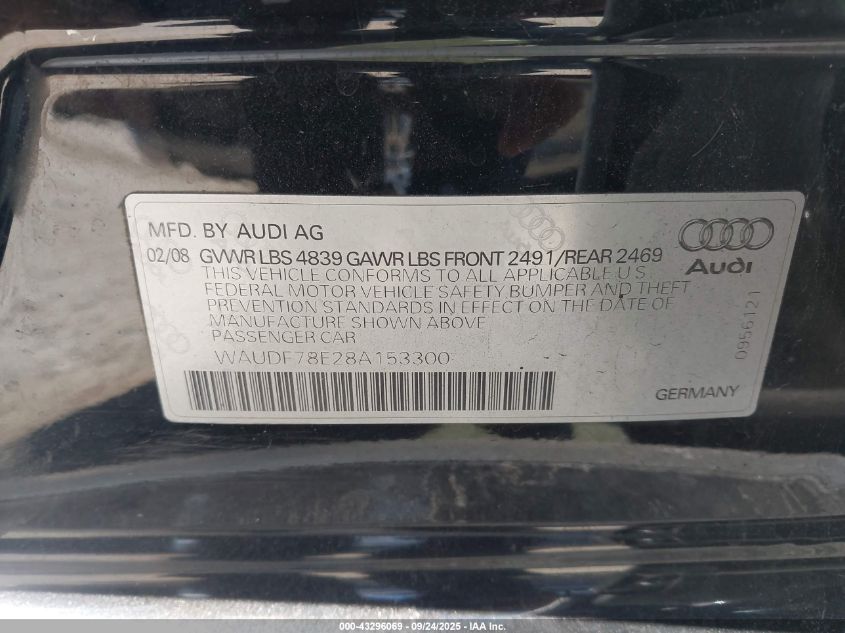 MFD. BY AUDI AG
02/08 GVWR LBS 4839 GAWR LBS FRONT 2491/REAR 2469
THIS VEHICLE CONFORMS TO ALL APPLICABLE U.S.
FEDERAL MOTOR VEHICLE SAFETY, BUMPER AND THEFT
PREVENTION STANDARDS IN EFFECT ON THE DATE OF
MANUFACTURE SHOWN ABOVE
PASSENGER CAR
WAUDF78E28A153300
Audi
0956121
GERMANY
000-43296069 - 09/24/2025 - IAA Inc.